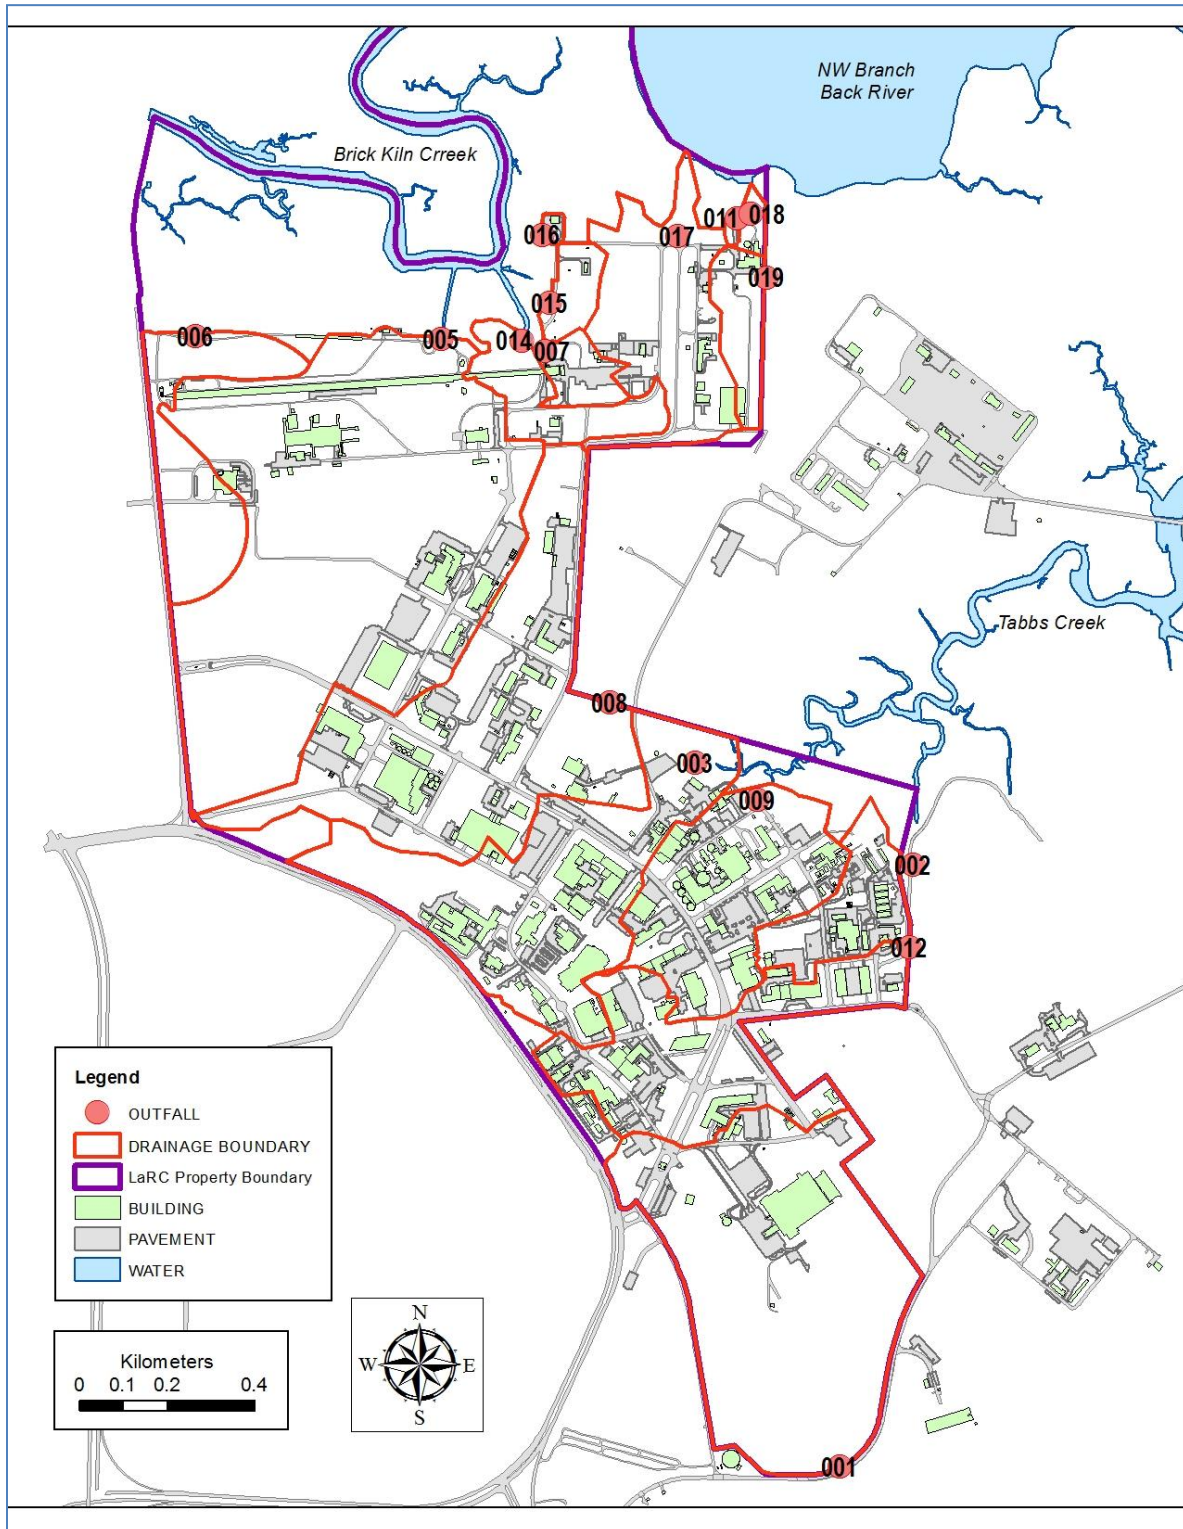 NW Branch
Back River
Brick Kiln Crreek
011 018
016 017
019
015
006 005 014
007
Tabbs Creek
008
003
009
002
012
Legend
OUTFALL
DRAINAGE BOUNDARY
LaRC Property Boundary
BUILDING
PAVEMENT
WATER
N
W E
S
Kilometers
0 0.1 0.2 0.4
001